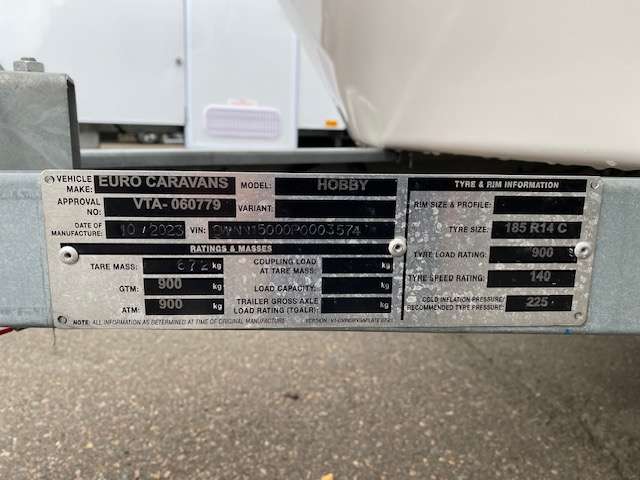 VEHICLE MAKE: EURO CARAVANS MODEL: HOBBY
APPROVAL NO: VTA- 060779 VARIANT:
DATE OF MANUFACTURE: 10/2023 VIN:
RATINGS & MASSES
TARE MASS: 672 kg COUPLING LOAD AT TARE MASS: kg
GTM: 900 kg LOAD CAPACITY: kg
ATM: 900 kg TRAILER GROSS AXLE LOAD RATING (TGALR): kg
NOTE: ALL INFORMATION AS DETERMINED AT TIME OF ORIGINAL MANUFACTURE
TYRE & RIM INFORMATION
RIM SIZE & PROFILE:
TYRE SIZE: 185 R14 C
TYRE LOAD RATING: 900
TYRE SPEED RATING: 140
COLD INFLATION PRESSURE:
RECOMMENDED TYPE PRESSURE: 225